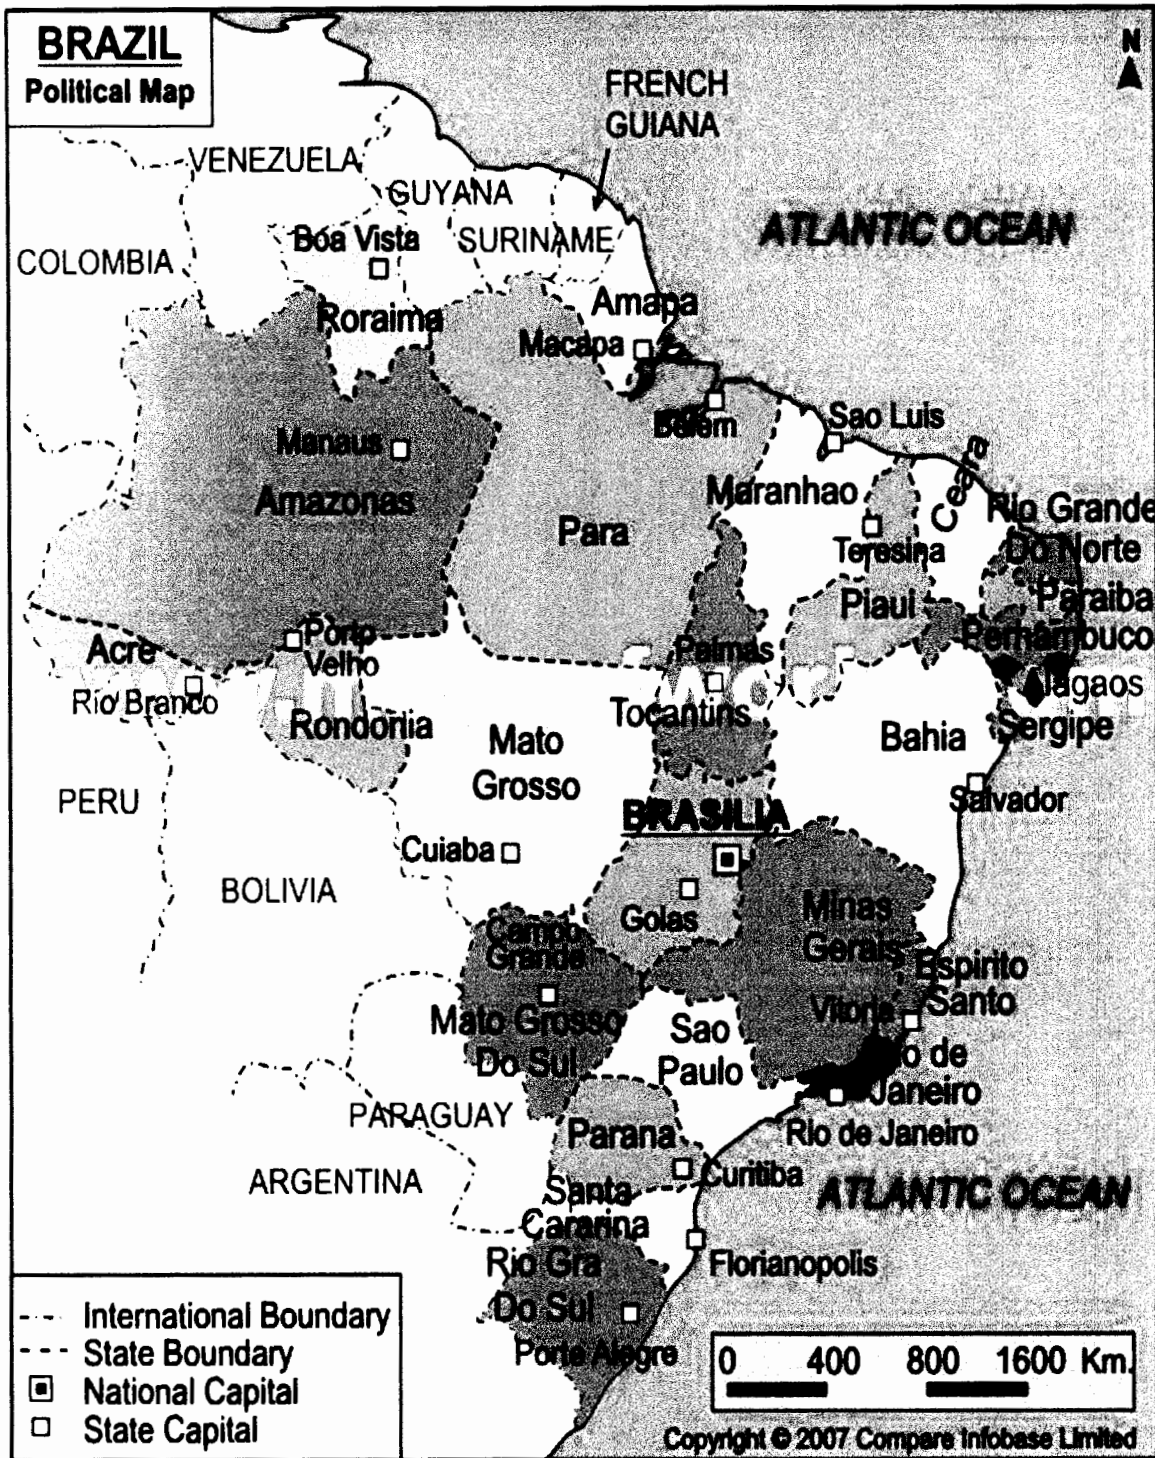 BRAZIL
Political Map
N
FRENCH
GUIANA
VENEZUELA
GUYANA
SURINAME
ATLANTIC OCEAN
COLOMBIA
Boa Vista
Roraima
Amapa
Macapa
Belem
Sao Luis
Manaus
Amazonas
Maranhao
Ceara
Rio Grande
Do Norte
Para
Teresina
Piaui
Paraiba
Pernambuco
Acre
Porto
Velho
Palmas
Rio Branco
Rondonia
Tocantins
Jagaos
Sergipe
Bahia
Mato
Grosso
PERU
Salvador
BRASILIA
Cuiaba
BOLIVIA
Golas
Minas
Gerais
Campo
Grande
Espirito
Santo
Vitoria
Mato Grosso
Do Sul
Sao
Paulo
o de
Janeiro
Rio de Janeiro
PARAGUAY
Parana
Curitiba
ARGENTINA
Santa
Cararina
ATLANTIC OCEAN
Rio Gra
Do Sul
Florianopolis
Porte Alegre
International Boundary
State Boundary
National Capital
State Capital
0 400 800 1600 Km.
Copyright © 2007 Compare Infobase Limited